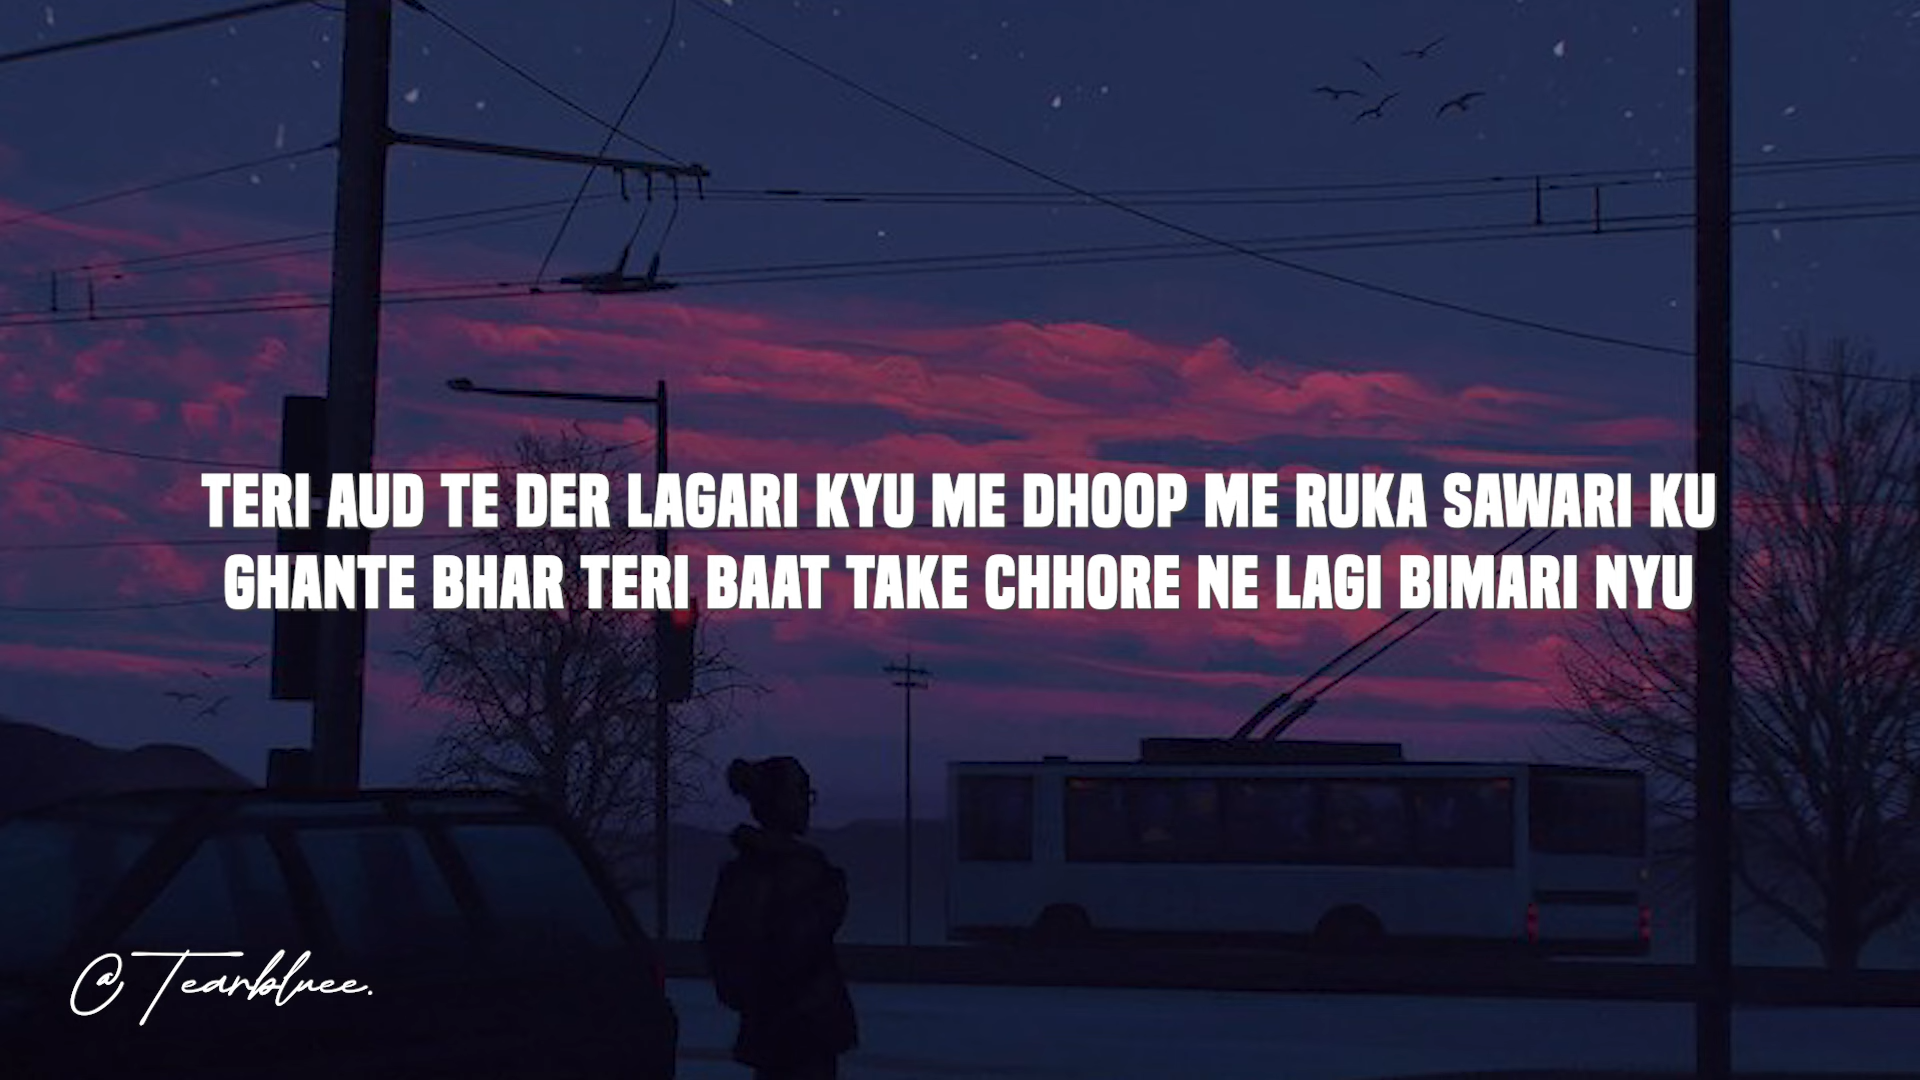 TERI AUD TE DER LAGARI KYU ME DHOOP ME RUKA SAWARI KU
GHANTE BHAR TERI BAAT TAKE CHHORE NE LAGI BIMARI NYU
@Tearbluee.